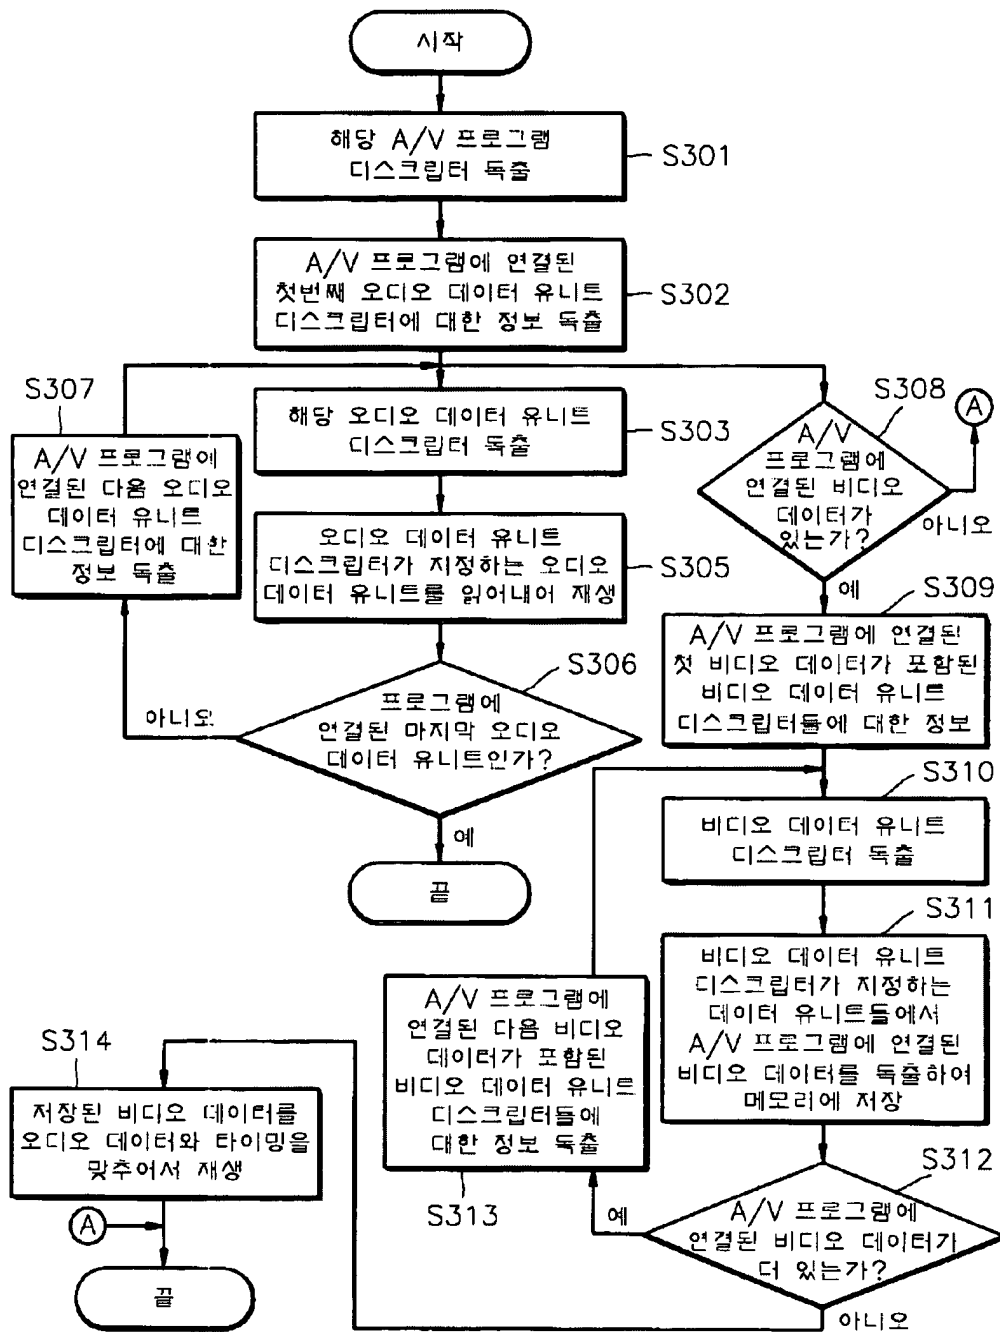 시작
해당 A/V 프로그램
디스크립터 독출
S301
A/V 프로그램에 연결된
첫번째 오디오 데이터 유니트
디스크립터에 대한 정보 독출
S302
S307
A/V 프로그램에
연결된 다음 오디오
데이터 유니트
디스크립터에 대한
정보 독출
해당 오디오 데이터 유니트
디스크립터 독출
S303
오디오 데이터 유니트
디스크립터가 지정하는 오디오
데이터 유니트를 읽어내어 재생
S305
S306
프로그램에
연결된 마지막 오디오
데이터 유니트인가?
아니오
예
끝
S308
A
A/V
프로그램에
연결된 비디오
데이터가
있는가?
아니오
예
S309
A/V 프로그램에 연결된
첫 비디오 데이터가 포함된
비디오 데이터 유니트
디스크립터들에 대한 정보
S310
비디오 데이터 유니트
디스크립터 독출
S311
비디오 데이터 유니트
디스크립터가 지정하는
데이터 유니트들에서
A/V 프로그램에 연결된
비디오 데이터를 독출하여
메모리에 저장
S312
A/V 프로그램에
연결된 비디오 데이터가
더 있는가?
예
아니오
A/V 프로그램에
연결된 다음 비디오
데이터가 포함된
비디오 데이터 유니트
디스크립터들에
대한 정보 독출
S313
S314
저장된 비디오 데이터를
오디오 데이터와 타이밍을
맞추어서 재생
A
끝